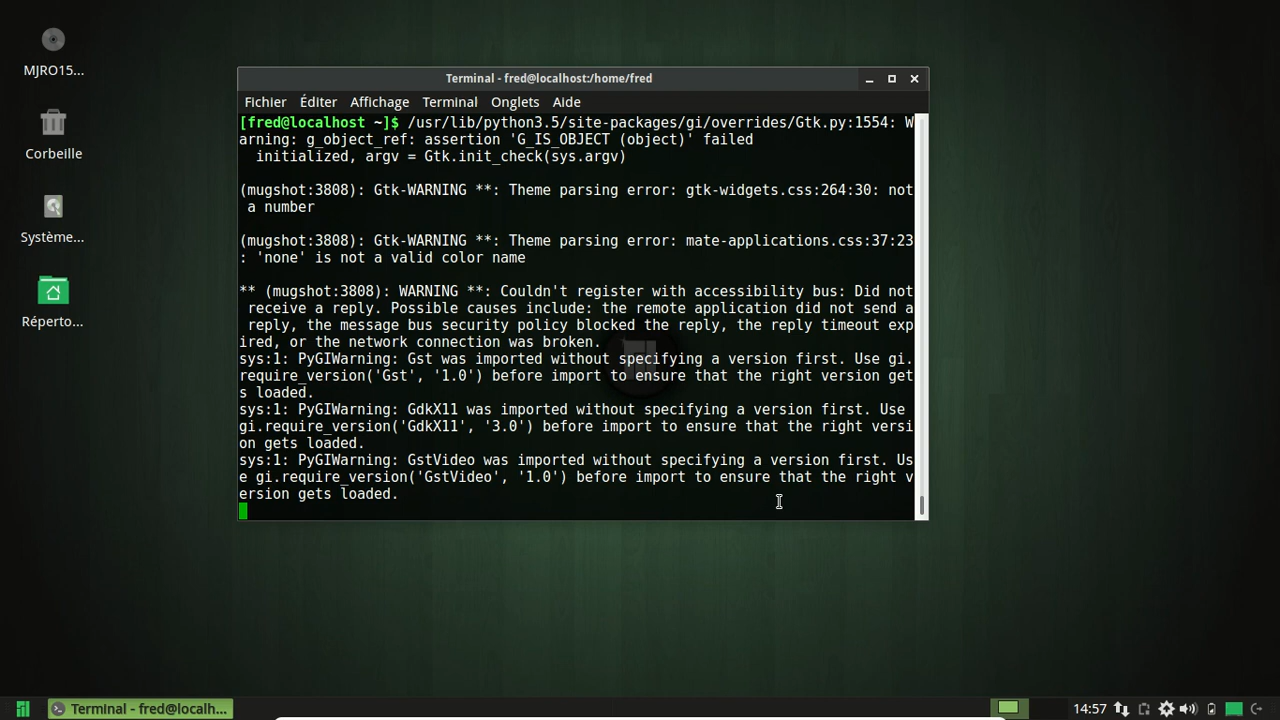 MJRO15...
Corbeille
Système...
Réperto...
Terminal - fred@localhost:/home/fred
Fichier Éditer Affichage Terminal Onglets Aide
[fred@localhost ~]$ /usr/lib/python3.5/site-packages/gi/overrides/Gtk.py:1554: W
arning: g_object_ref: assertion 'G_IS_OBJECT (object)' failed
  initialized, argv = Gtk.init_check(sys.argv)
(mugshot:3808): Gtk-WARNING **: Theme parsing error: gtk-widgets.css:264:30: not
 a number
(mugshot:3808): Gtk-WARNING **: Theme parsing error: mate-applications.css:37:23
: 'none' is not a valid color name
** (mugshot:3808): WARNING **: Couldn't register with accessibility bus: Did not
 receive a reply. Possible causes include: the remote application did not send a
 reply, the message bus security policy blocked the reply, the reply timeout exp
ired, or the network connection was broken.
sys:1: PyGIWarning: Gst was imported without specifying a version first. Use gi.
require_version('Gst', '1.0') before import to ensure that the right version get
s loaded.
sys:1: PyGIWarning: GdkX11 was imported without specifying a version first. Use
gi.require_version('GdkX11', '3.0') before import to ensure that the right versi
on gets loaded.
sys:1: PyGIWarning: GstVideo was imported without specifying a version first. Us
e gi.require_version('GstVideo', '1.0') before import to ensure that the right v
ersion gets loaded.
Terminal - fred@localh...
14:57